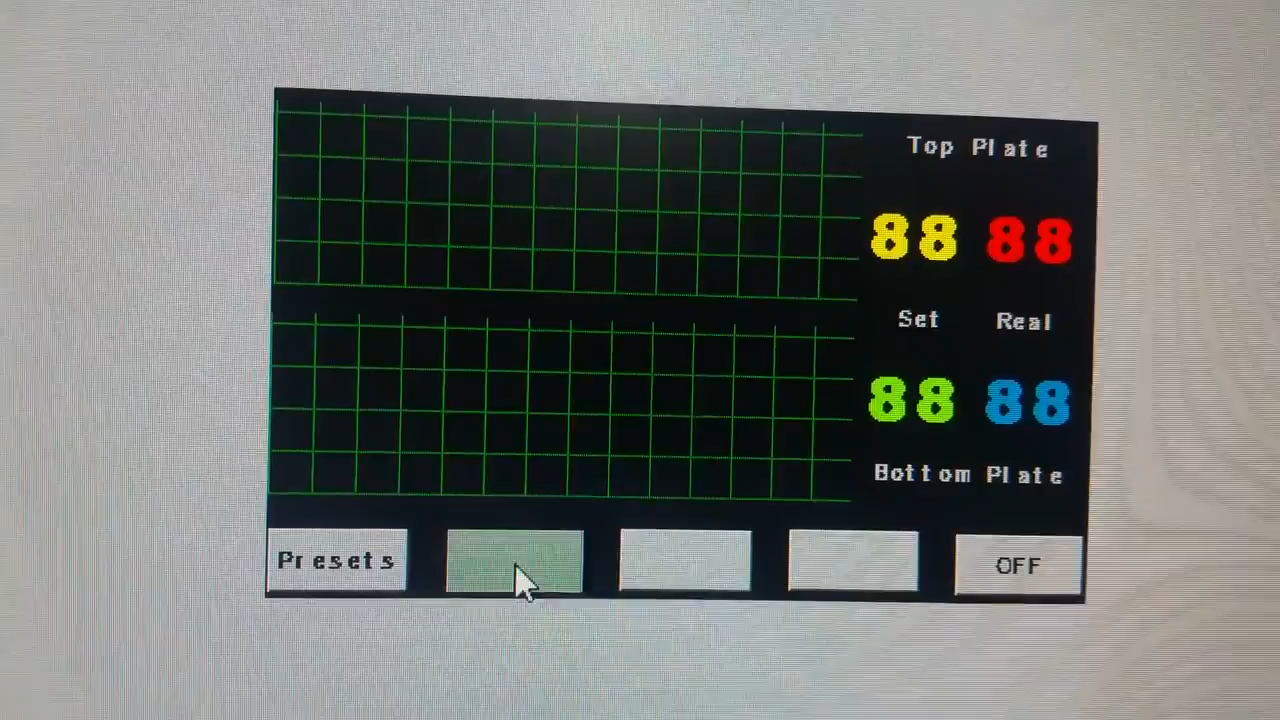 Top Plate
88 88
Set Real
88 88
Bottom Plate
Presets OFF